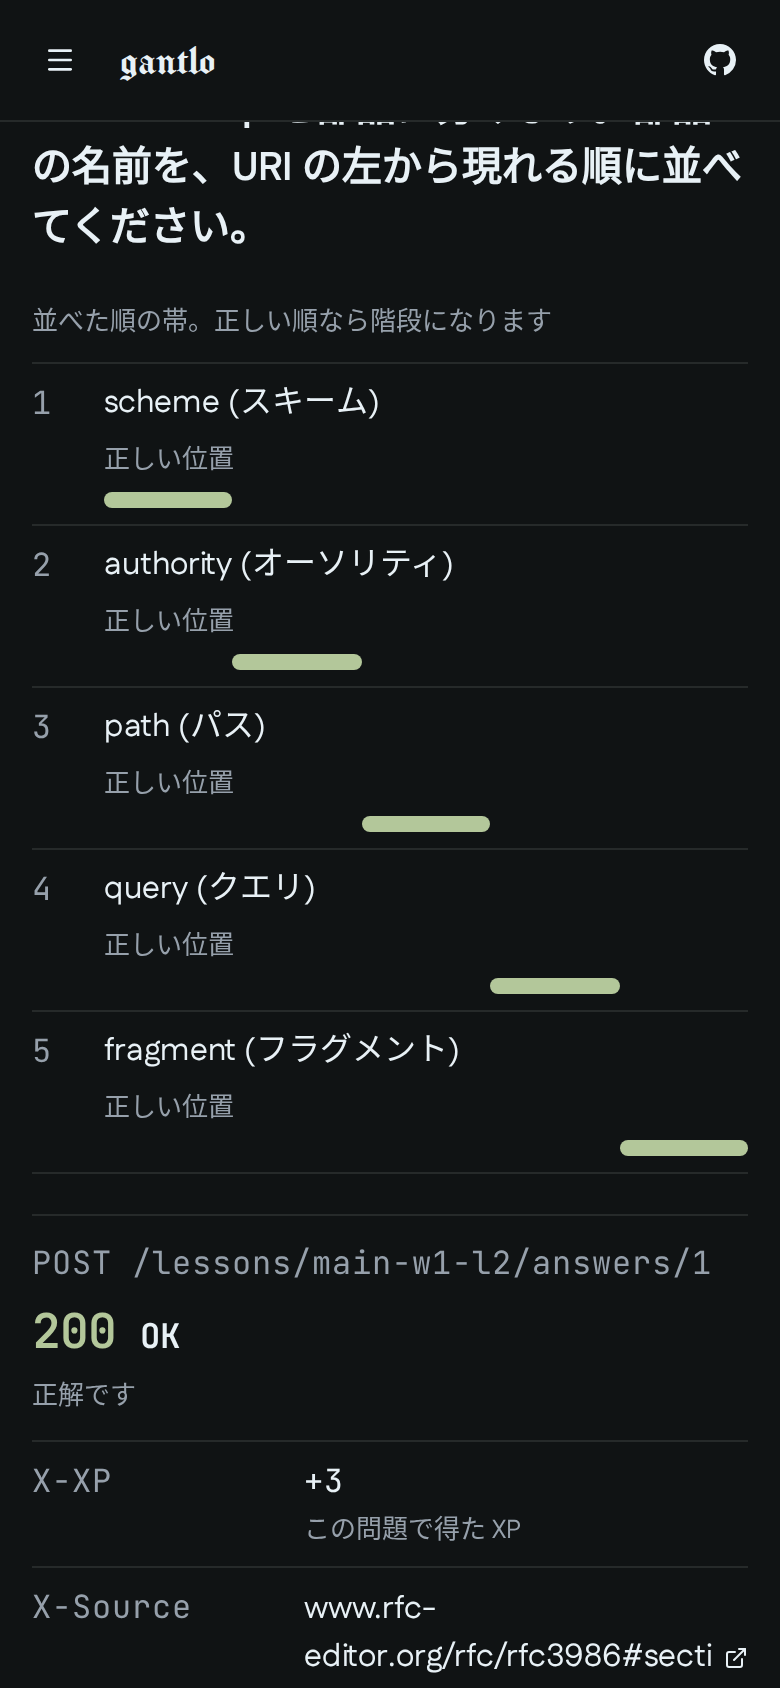 gantlo
の名前を、URI の左から現れる順に並べ
てください。
並べた順の帯。正しい順なら階段になります
1 scheme (スキーム)
正しい位置
2 authority (オーソリティ)
正しい位置
3 path (パス)
正しい位置
4 query (クエリ)
正しい位置
5 fragment (フラグメント)
正しい位置
POST /lessons/main-w1-l2/answers/1
200 OK
正解です
X-XP +3
この問題で得た XP
X-Source www.rfc-
editor.org/rfc/rfc3986#secti